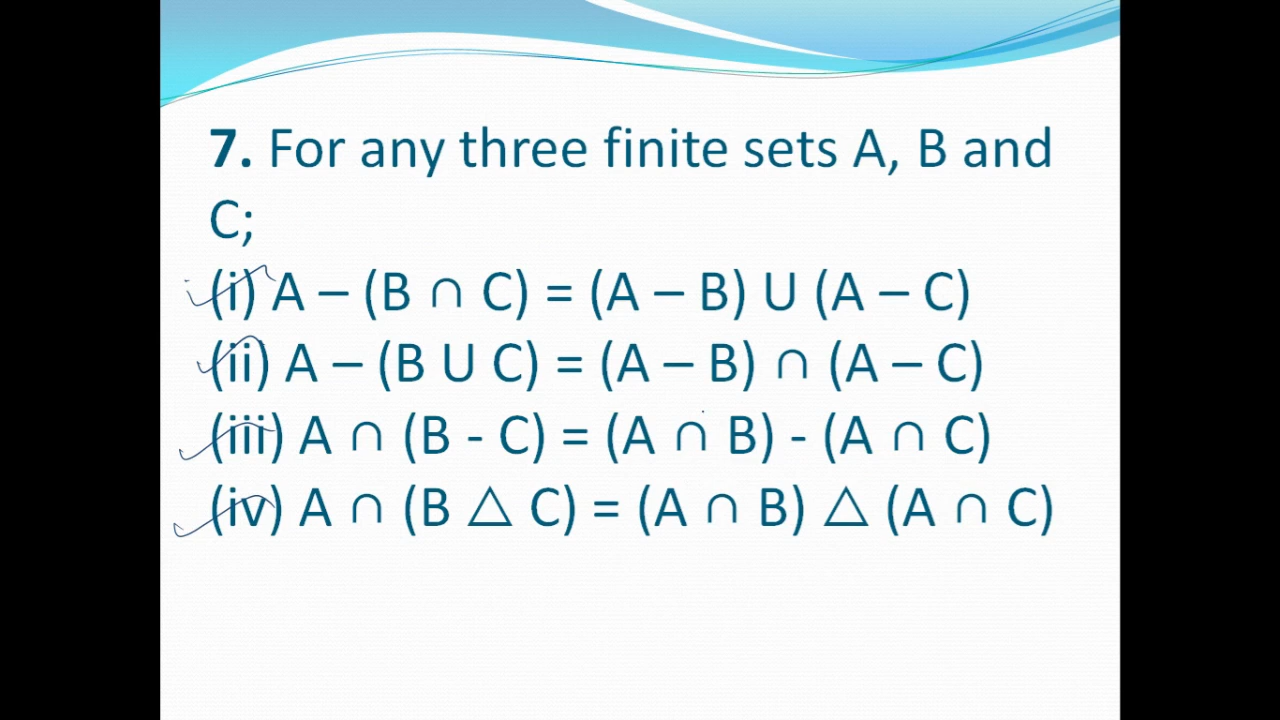 7. For any three finite sets A, B and
C;
(i) A – (B ∩ C) = (A – B) U (A – C)
(ii) A – (B U C) = (A – B) ∩ (A – C)
(iii) A ∩ (B - C) = (A ∩ B) - (A ∩ C)
(iv) A ∩ (B △ C) = (A ∩ B) △ (A ∩ C)